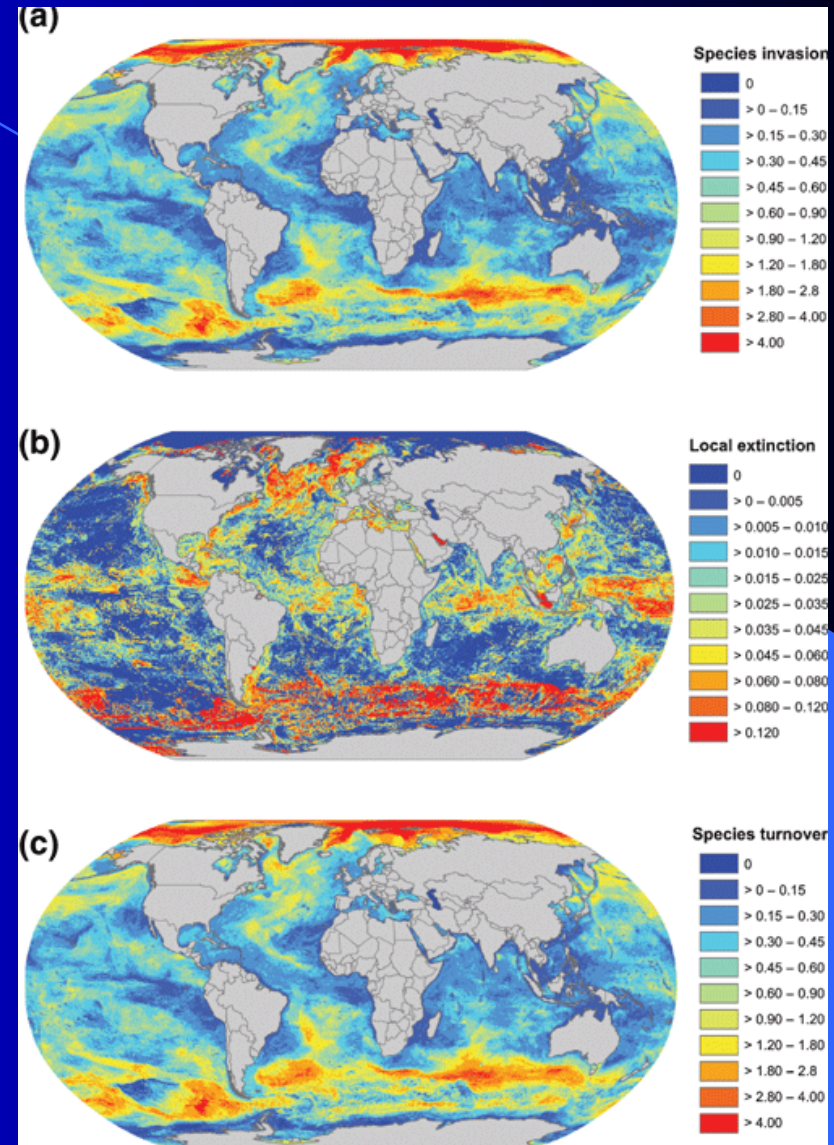 (a)
Species invasion
0
> 0 – 0.15
> 0.15 – 0.30
> 0.30 – 0.45
> 0.45 – 0.60
> 0.60 – 0.90
> 0.90 – 1.20
> 1.20 – 1.80
> 1.80 – 2.8
> 2.80 – 4.00
> 4.00
(b)
Local extinction
0
> 0 – 0.005
> 0.005 – 0.010
> 0.010 – 0.015
> 0.015 – 0.025
> 0.025 – 0.035
> 0.035 – 0.045
> 0.045 – 0.060
> 0.060 – 0.080
> 0.080 – 0.120
> 0.120
(c)
Species turnover
0
> 0 – 0.15
> 0.15 – 0.30
> 0.30 – 0.45
> 0.45 – 0.60
> 0.60 – 0.90
> 0.90 – 1.20
> 1.20 – 1.80
> 1.80 – 2.8
> 2.80 – 4.00
> 4.00